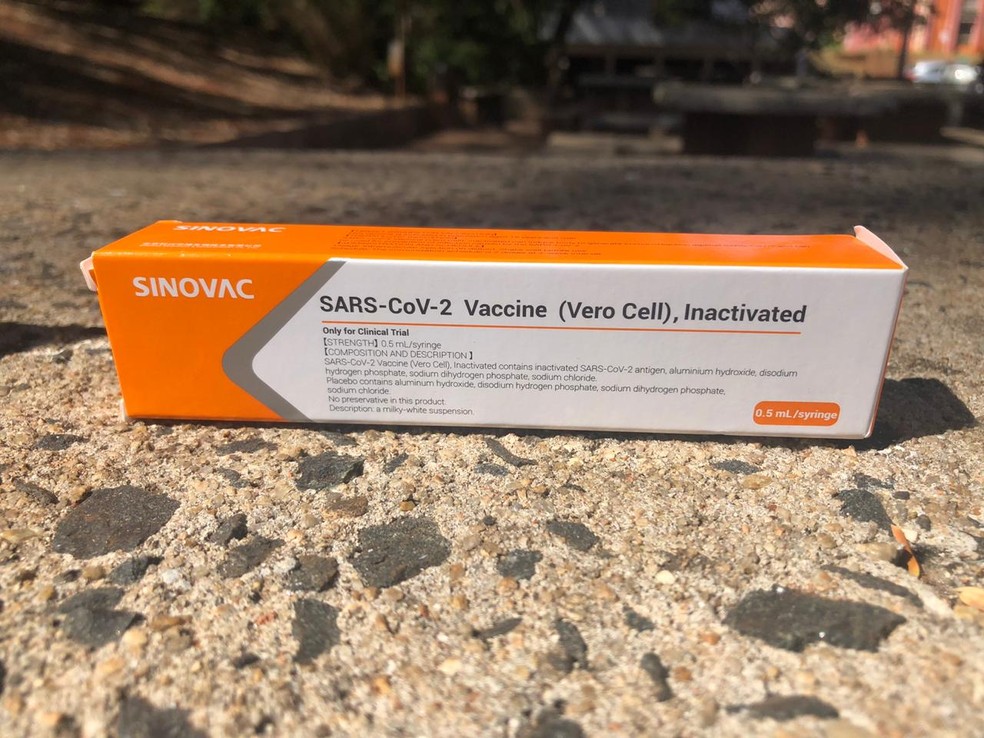 SINOVAC
SINOVAC
SARS-CoV-2 Vaccine (Vero Cell), Inactivated
Only for Clinical Trial
【STRENGTH】0.5 mL/syringe
【COMPOSITION AND DESCRIPTION】
SARS-CoV-2 Vaccine (Vero Cell), Inactivated contains inactivated SARS-CoV-2 antigen, aluminium hydroxide, disodium
hydrogen phosphate, sodium dihydrogen phosphate, sodium chloride.
Placebo contains aluminum hydroxide, disodium hydrogen phosphate, sodium dihydrogen phosphate,
sodium chloride.
No preservative in this product.
Description: a milky-white suspension.
0.5 mL/syringe